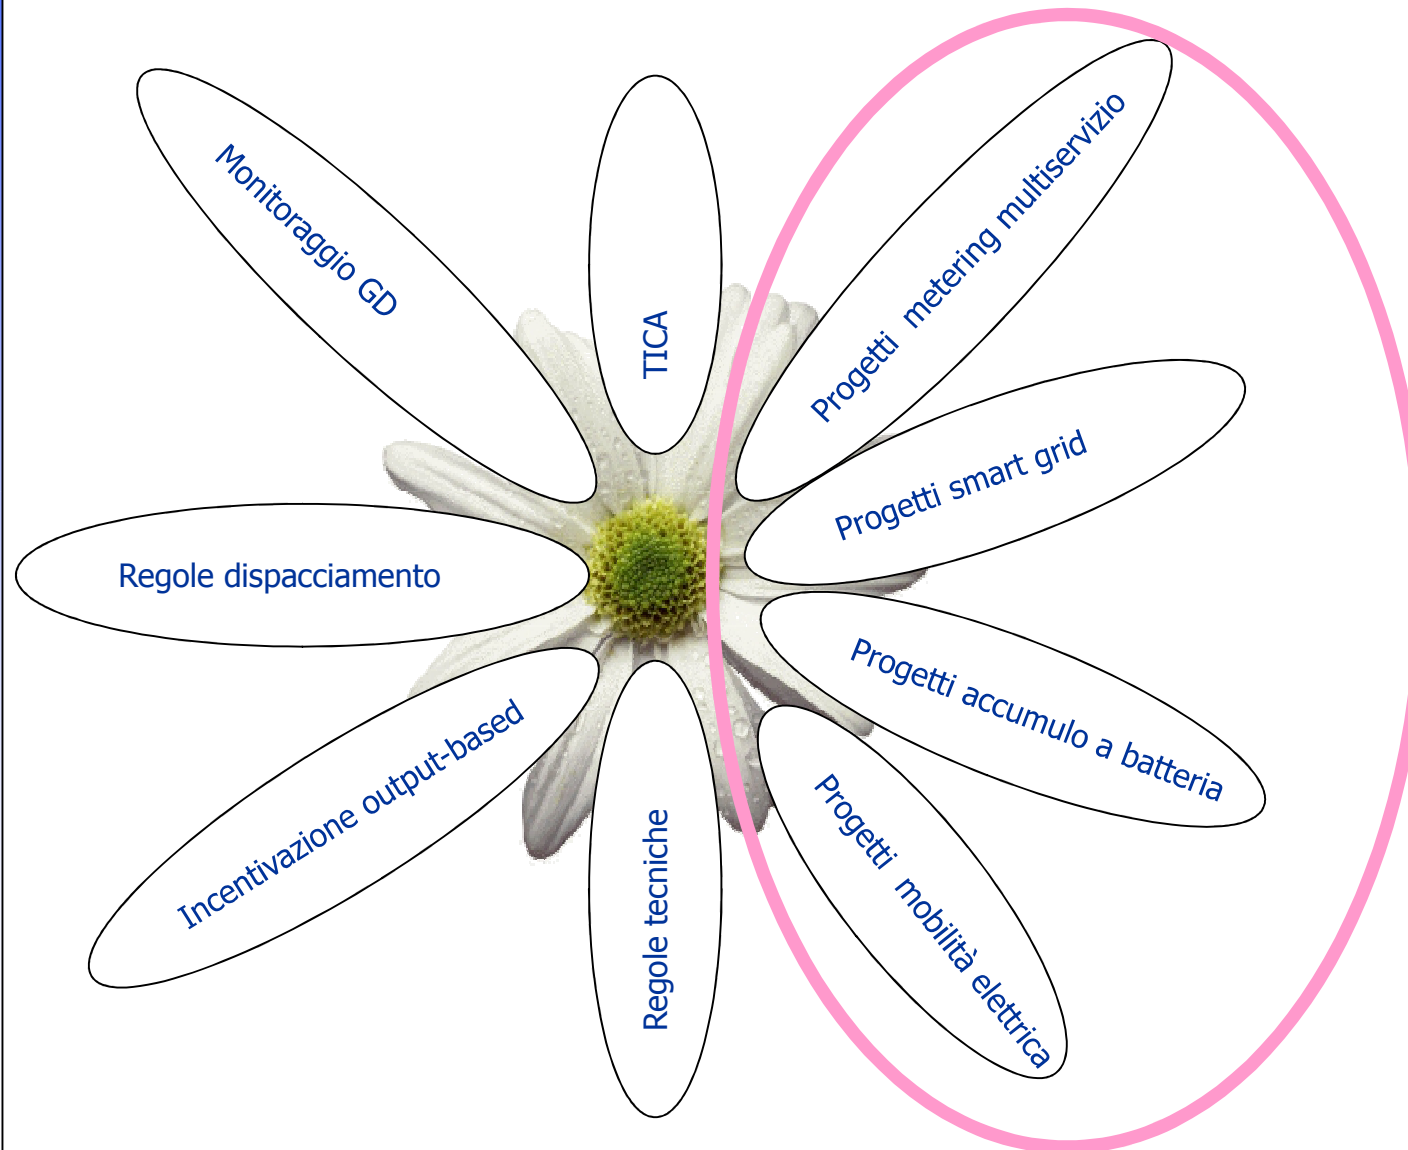 Monitoraggio GD
TICA
Progetti metering multiservizio
Progetti smart grid
Regole dispacciamento
Progetti accumulo a batteria
Incentivazione output-based
Regole tecniche
Progetti mobilità elettrica